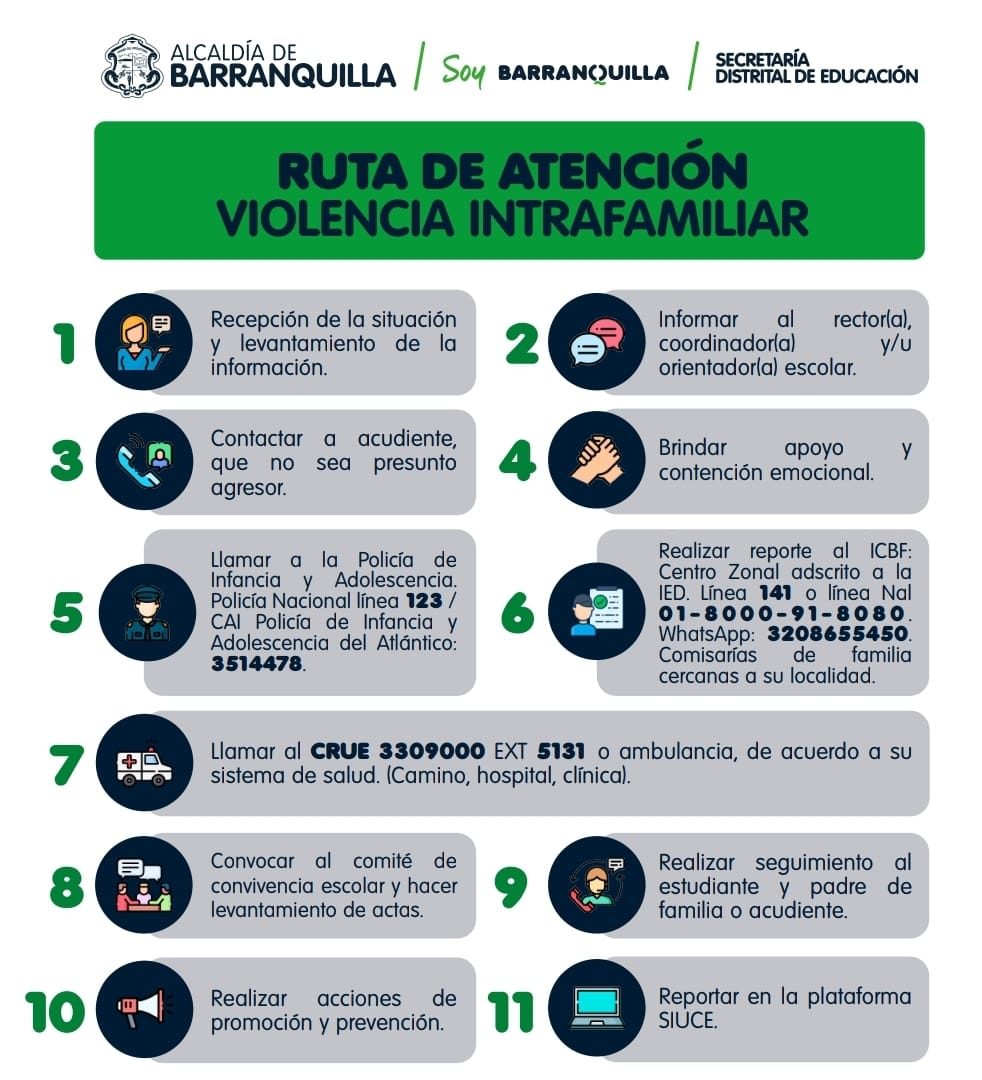 ALCALDÍA DE
BARRANQUILLA
Soy BARRANQUILLA
SECRETARÍA
DISTRITAL DE EDUCACIÓN
RUTA DE ATENCIÓN
VIOLENCIA INTRAFAMILIAR
1
Recepción de la situación
y levantamiento de la
información.
2
Informar al rector(a),
coordinador(a) y/u
orientador(a) escolar.
3
Contactar a acudiente,
que no sea presunto
agresor.
4
Brindar apoyo y
contención emocional.
5
Llamar a la Policía de
Infancia y Adolescencia.
Policía Nacional línea 123 /
CAI Policía de Infancia y
Adolescencia del Atlántico:
3514478.
6
Realizar reporte al ICBF:
Centro Zonal adscrito a la
IED. Línea 141 o línea Nal
01-8000-91-8080.
WhatsApp: 3208655450.
Comisarías de familia
cercanas a su localidad.
7
Llamar al CRUE 3309000 EXT 5131 o ambulancia, de acuerdo a su
sistema de salud. (Camino, hospital, clínica).
8
Convocar al comité de
convivencia escolar y hacer
levantamiento de actas.
9
Realizar seguimiento al
estudiante y padre de
familia o acudiente.
10
Realizar acciones de
promoción y prevención.
11
Reportar en la plataforma
SIUCE.